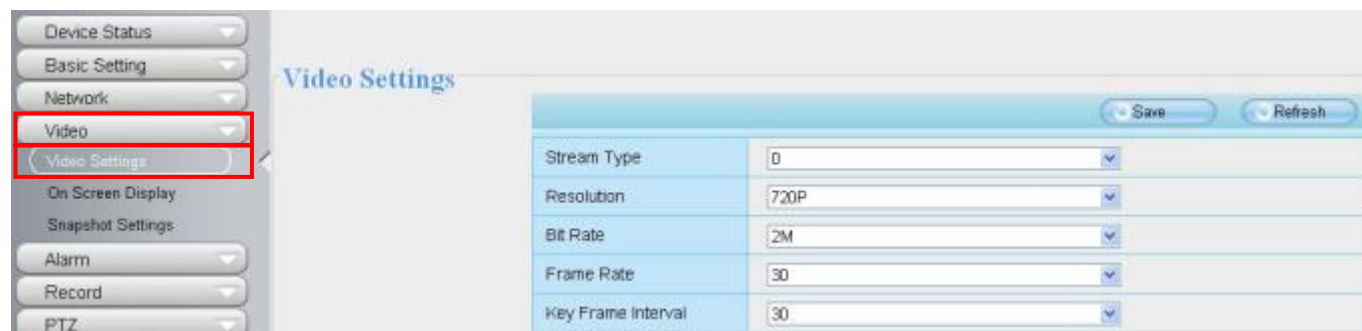 Device Status
Basic Setting
Network
Video
Video Settings
On Screen Display
Snapshot Settings
Alarm
Record
PTZ
Video Settings
Save
Refresh
Stream Type
0
Resolution
720P
Bit Rate
2M
Frame Rate
30
Key Frame Interval
30